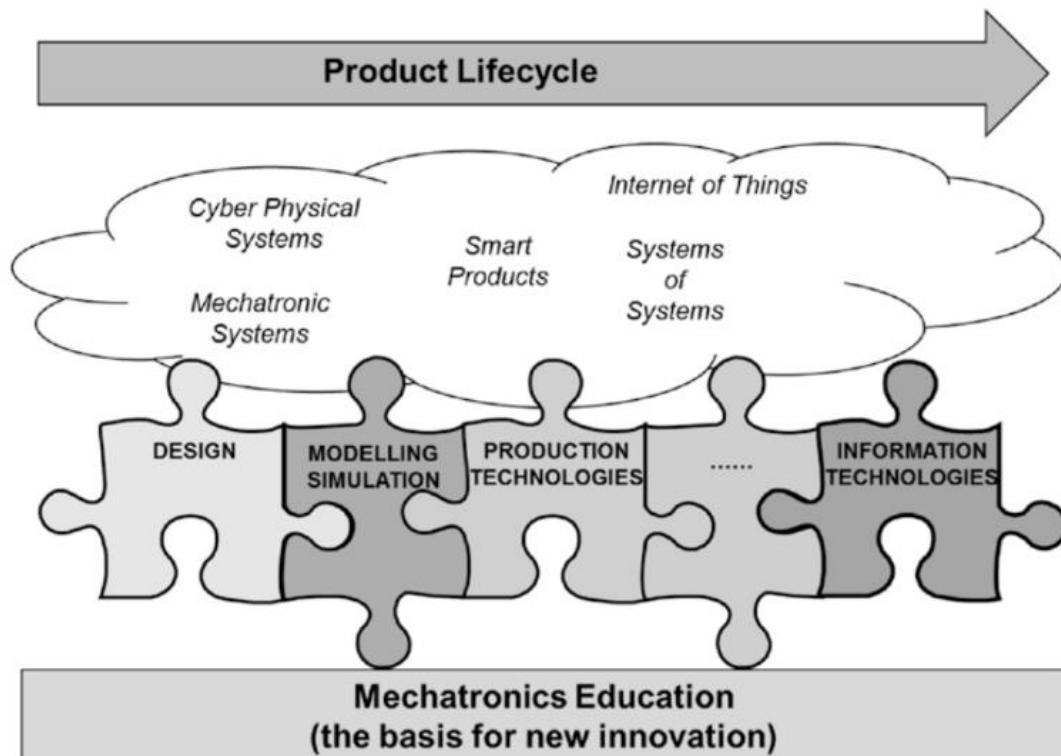 Product Lifecycle
Internet of Things
Cyber Physical
Systems
Smart
Products
Systems
of
Systems
Mechatronic
Systems
DESIGN
MODELLING
SIMULATION
PRODUCTION
TECHNOLOGIES
......
INFORMATION
TECHNOLOGIES
Mechatronics Education
(the basis for new innovation)